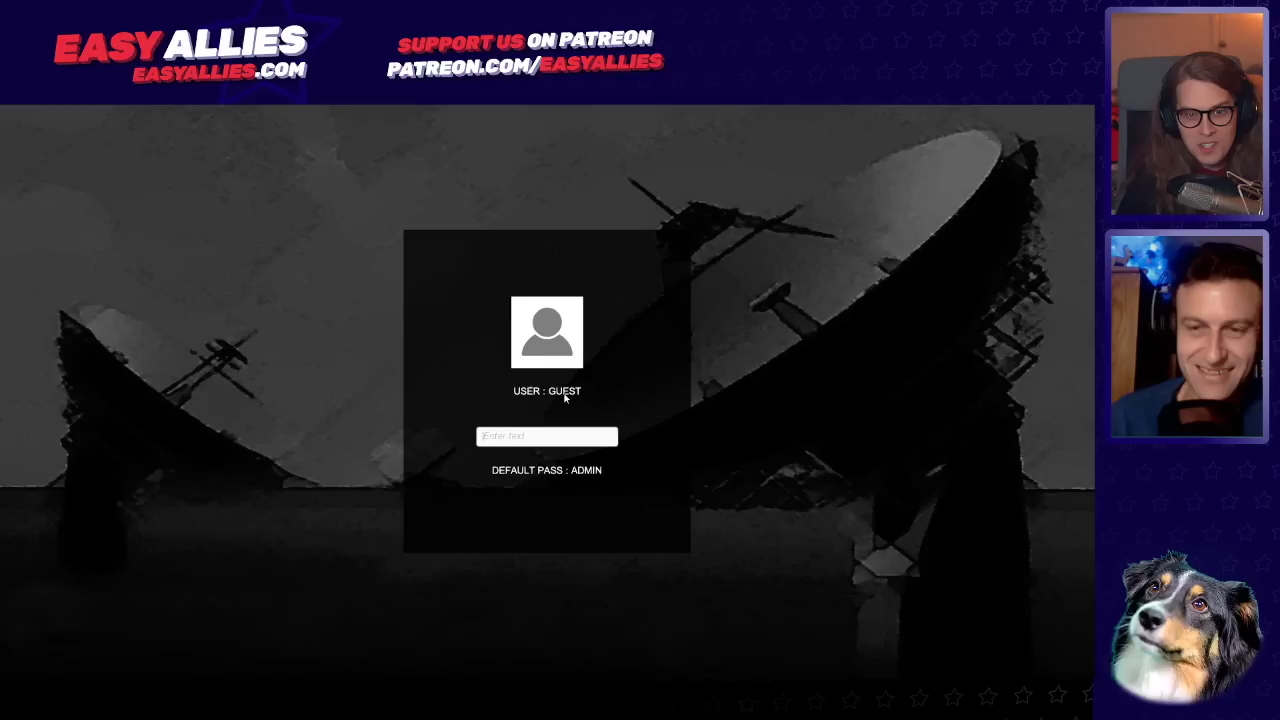 EASY ALLIES
EASYALLIES.COM
SUPPORT US ON PATREON
PATREON.COM/EASYALLIES
USER : GUEST
Enter text
DEFAULT PASS : ADMIN